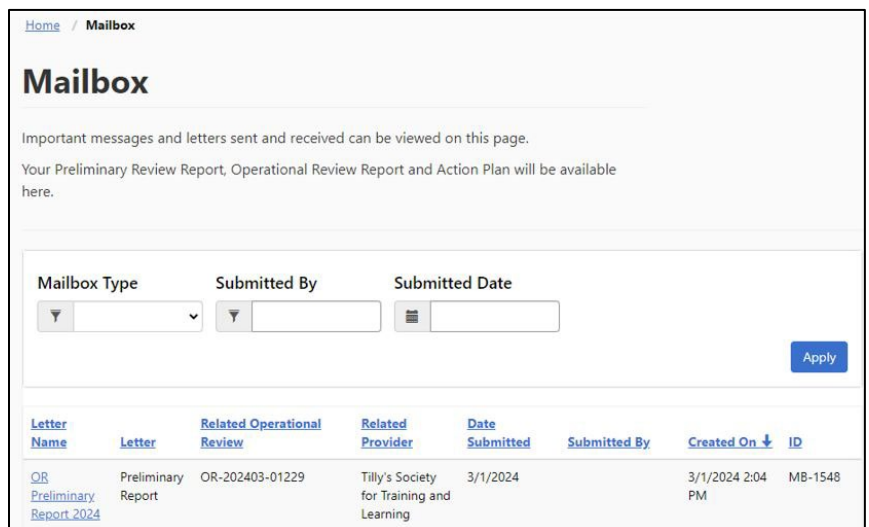 Home / Mailbox
Mailbox
Important messages and letters sent and received can be viewed on this page.
Your Preliminary Review Report, Operational Review Report and Action Plan will be available
here.
Mailbox Type Submitted By Submitted Date
Apply
Letter Name Letter Related Operational Review Related Provider Date Submitted Submitted By Created On ID
OR Preliminary Report 2024 Preliminary Report OR-202403-01229 Tilly's Society for Training and Learning 3/1/2024 3/1/2024 2:04 PM MB-1548